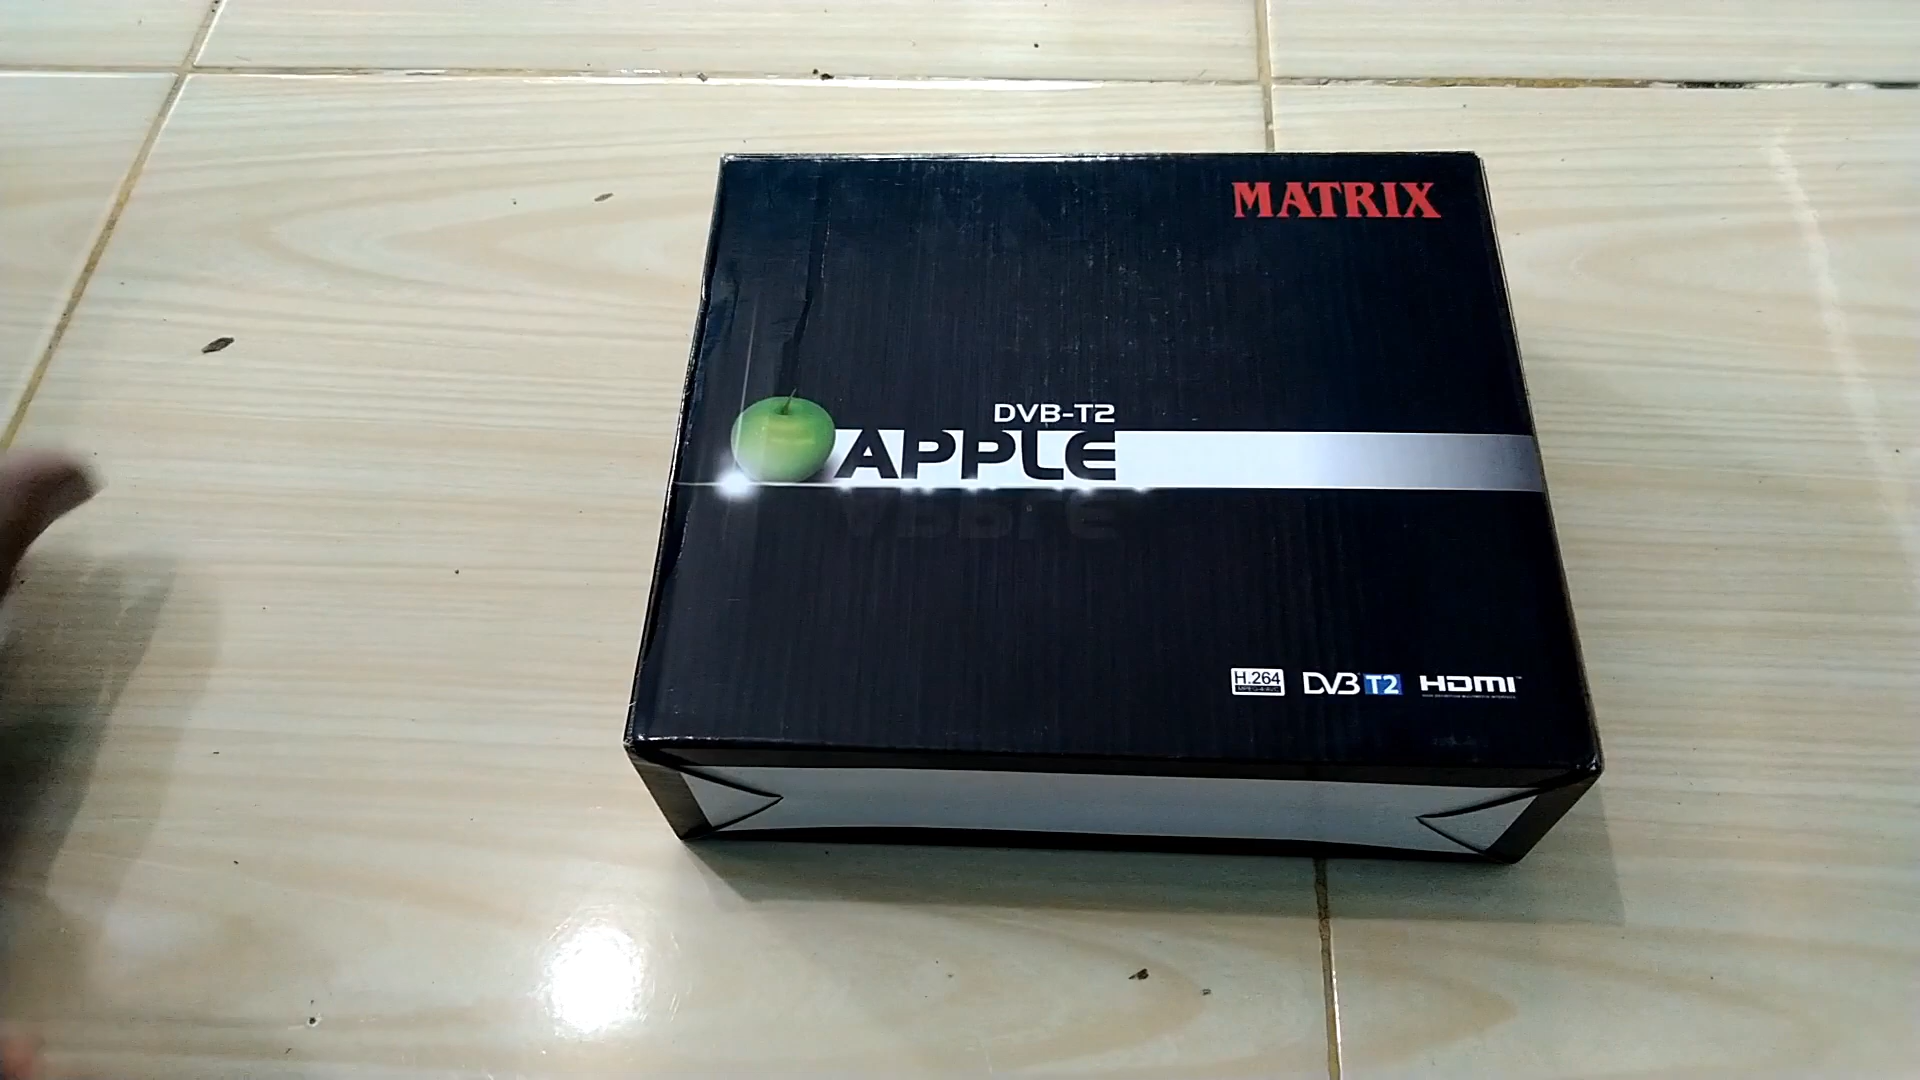 MATRIX
DVB-T2
APPLE
H.264
DVB T2
HDMI